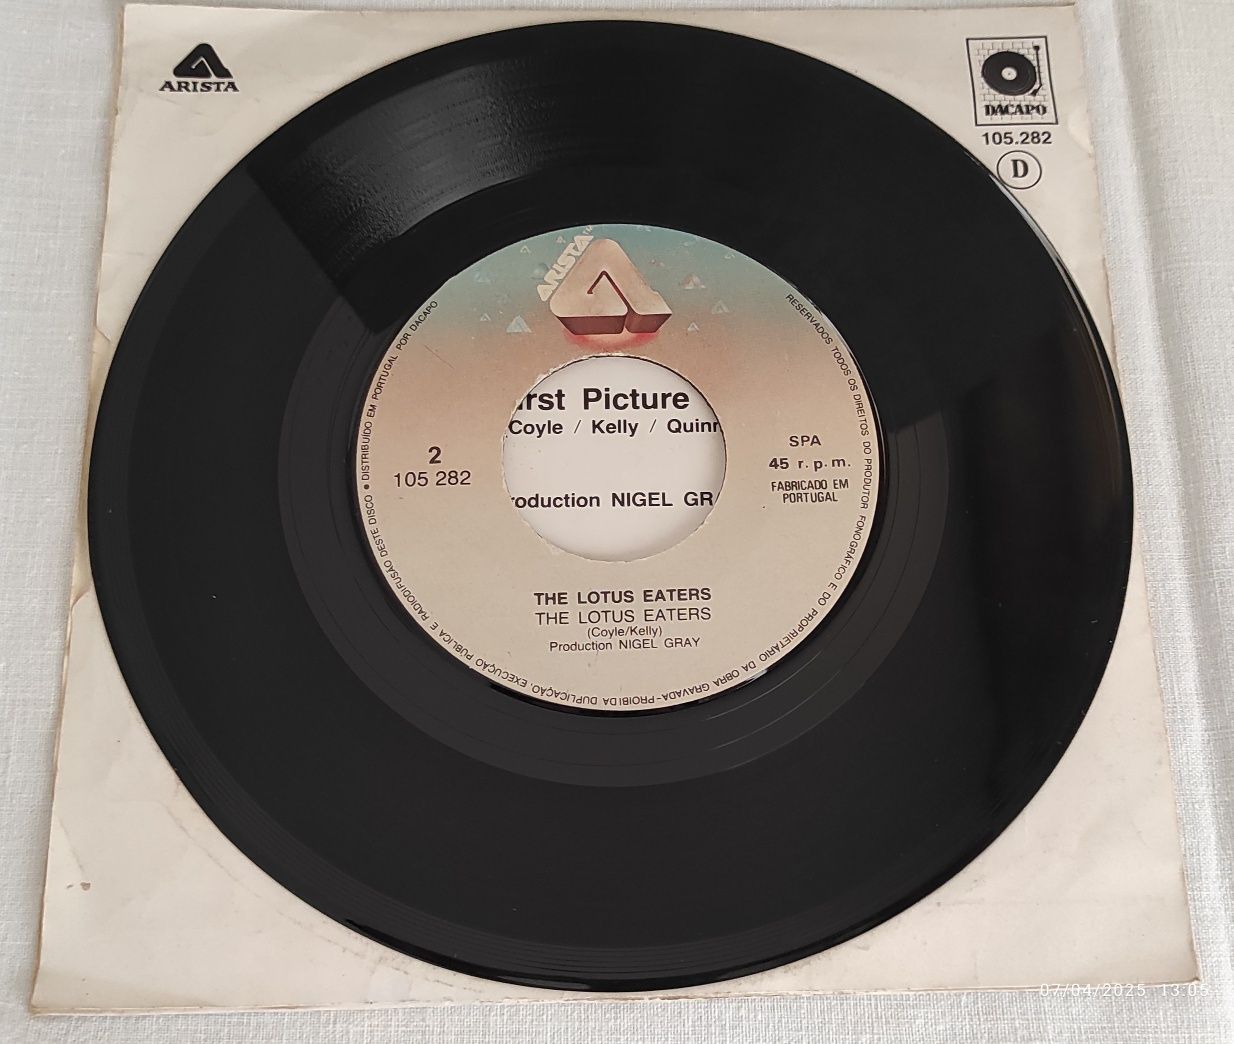 ARISTA
DACAPO
105.282
D
ARISTA
irst Picture
Coyle / Kelly / Quinn
roduction NIGEL GR
2
105 282
SPA
45 r.p.m.
FABRICADO EM
PORTUGAL
THE LOTUS EATERS
THE LOTUS EATERS
(Coyle/Kelly)
Production NIGEL GRAY
RESERVADOS TODOS OS DIREITOS DO PRODUTOR FONOGRÁFICO E DO PROPRIETÁRIO DA OBRA GRAVADA-PROIBIDA DUPLICAÇÃO, EXECUÇÃO PÚBLICA E RADIODIFUSÃO DESTE DISCO • DISTRIBUÍDO EM PORTUGAL POR DACAPO
07/04/2025 13:05